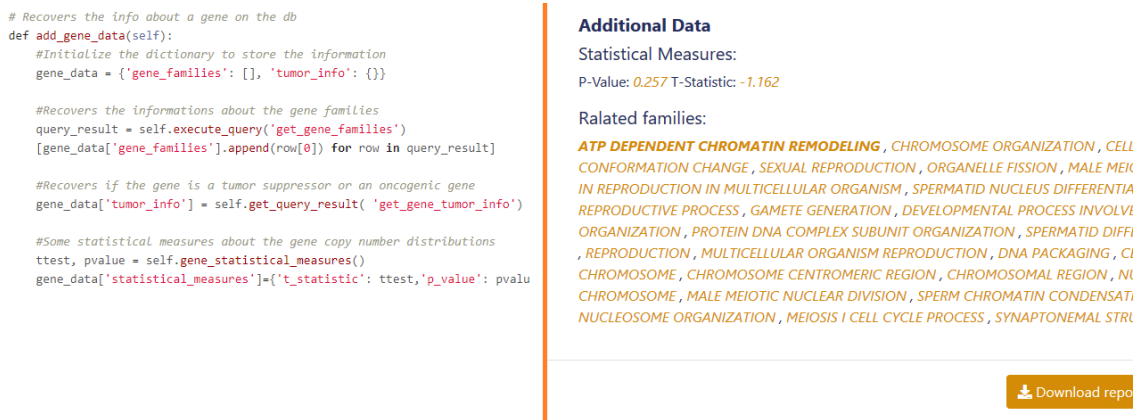 # Recovers the info about a gene on the db
def add_gene_data(self):
#Initialize the dictionary to store the information
gene_data = {'gene_families': [], 'tumor_info': {}}
#Recovers the informations about the gene families
query_result = self.execute_query('get_gene_families')
[gene_data['gene_families'].append(row[0]) for row in query_result]
#Recovers if the gene is a tumor suppressor or an oncogenic gene
gene_data['tumor_info'] = self.get_query_result( 'get_gene_tumor_info')
#Some statistical measures about the gene copy number distributions
ttest, pvalue = self.gene_statistical_measures()
gene_data['statistical_measures']={'t_statistic': ttest,'p_value': pvalu
Additional Data
Statistical Measures:
P-Value: 0.257 T-Statistic: -1.162
Ralated families:
ATP DEPENDENT CHROMATIN REMODELING , CHROMOSOME ORGANIZATION , CELL
CONFORMATION CHANGE , SEXUAL REPRODUCTION , ORGANELLE FISSION , MALE MEIO
IN REPRODUCTION IN MULTICELLULAR ORGANISM , SPERMATID NUCLEUS DIFFERENTIA
REPRODUCTIVE PROCESS , GAMETE GENERATION , DEVELOPMENTAL PROCESS INVOLVE
ORGANIZATION , PROTEIN DNA COMPLEX SUBUNIT ORGANIZATION , SPERMATID DIFFE
, REPRODUCTION , MULTICELLULAR ORGANISM REPRODUCTION , DNA PACKAGING , CE
CHROMOSOME , CHROMOSOME CENTROMERIC REGION , CHROMOSOMAL REGION , NU
CHROMOSOME , MALE MEIOTIC NUCLEAR DIVISION , SPERM CHROMATIN CONDENSATI
NUCLEOSOME ORGANIZATION , MEIOSIS I CELL CYCLE PROCESS , SYNAPTONEMAL STRU
Download repo